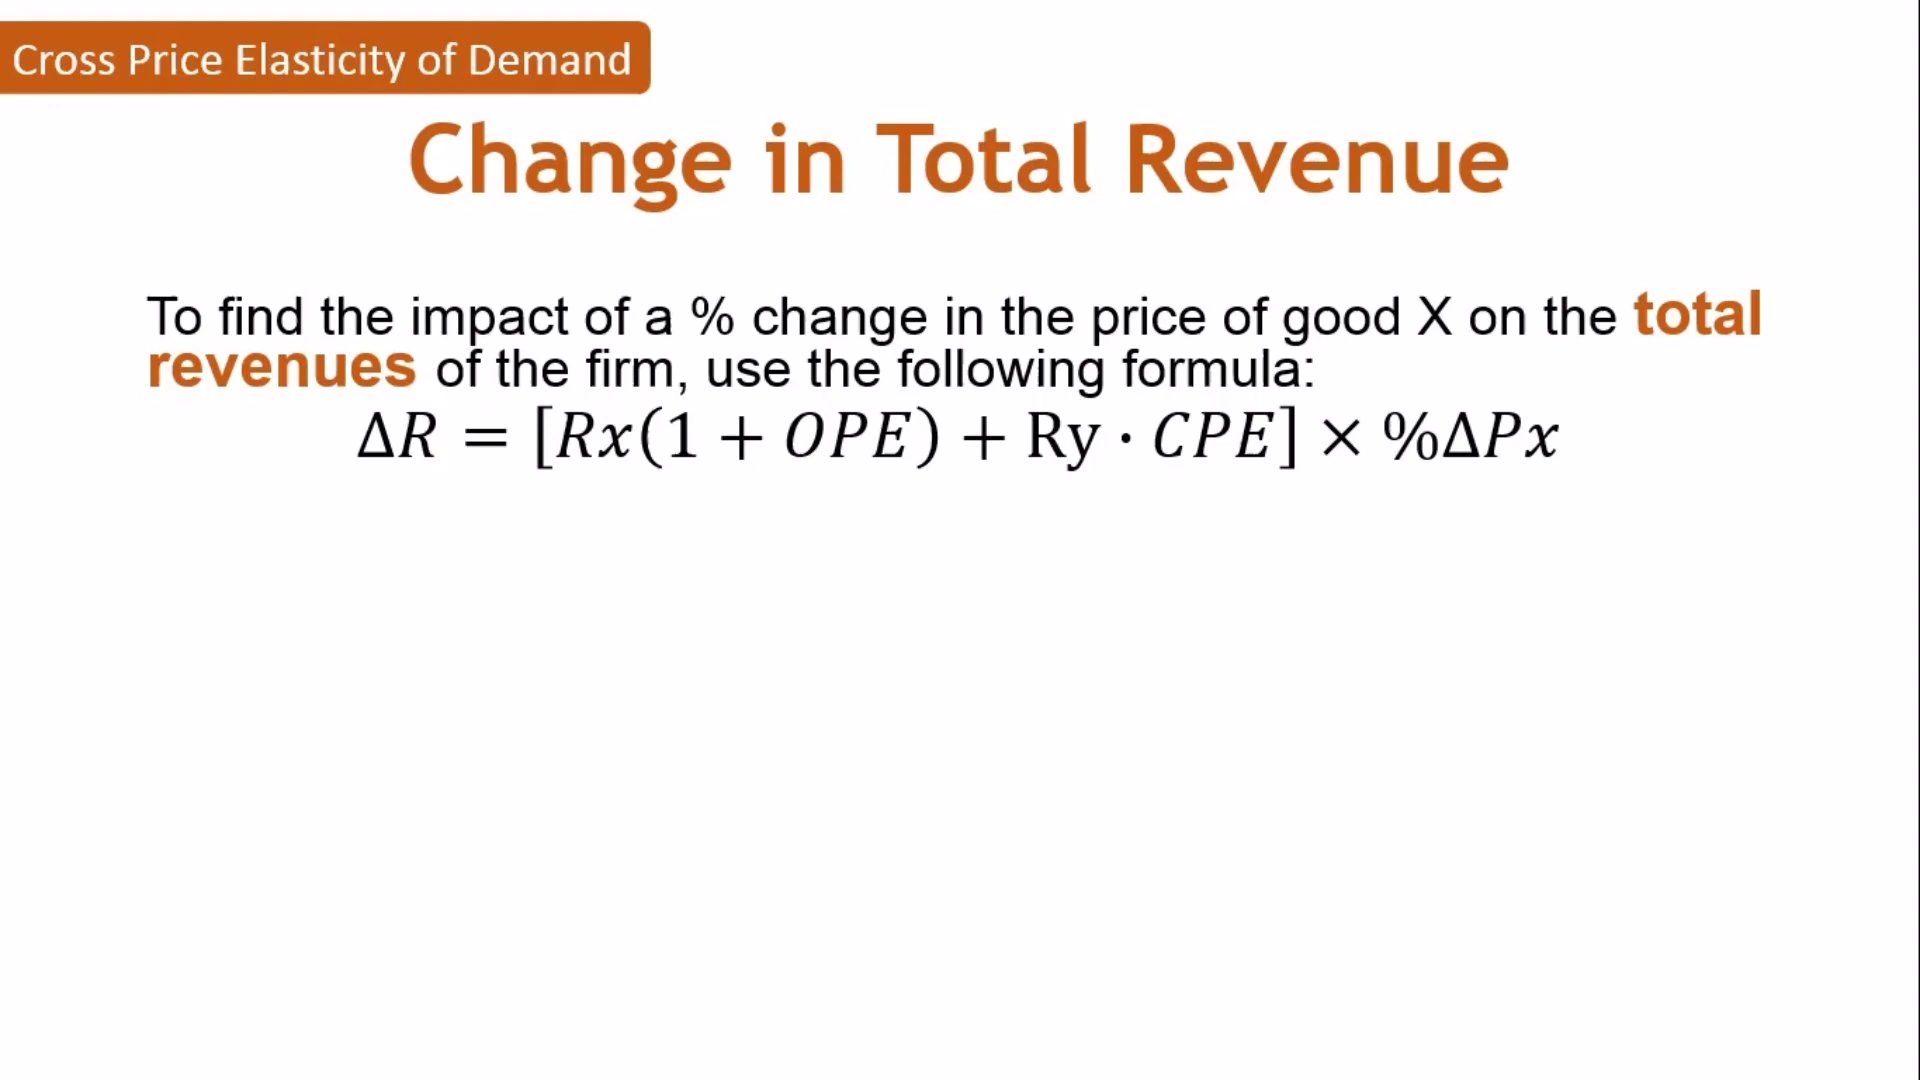 Cross Price Elasticity of Demand
Change in Total Revenue
To find the impact of a % change in the price of good X on the total
revenues of the firm, use the following formula:
ΔR = [Rx(1 + OPE) + Ry · CPE] × %ΔPx